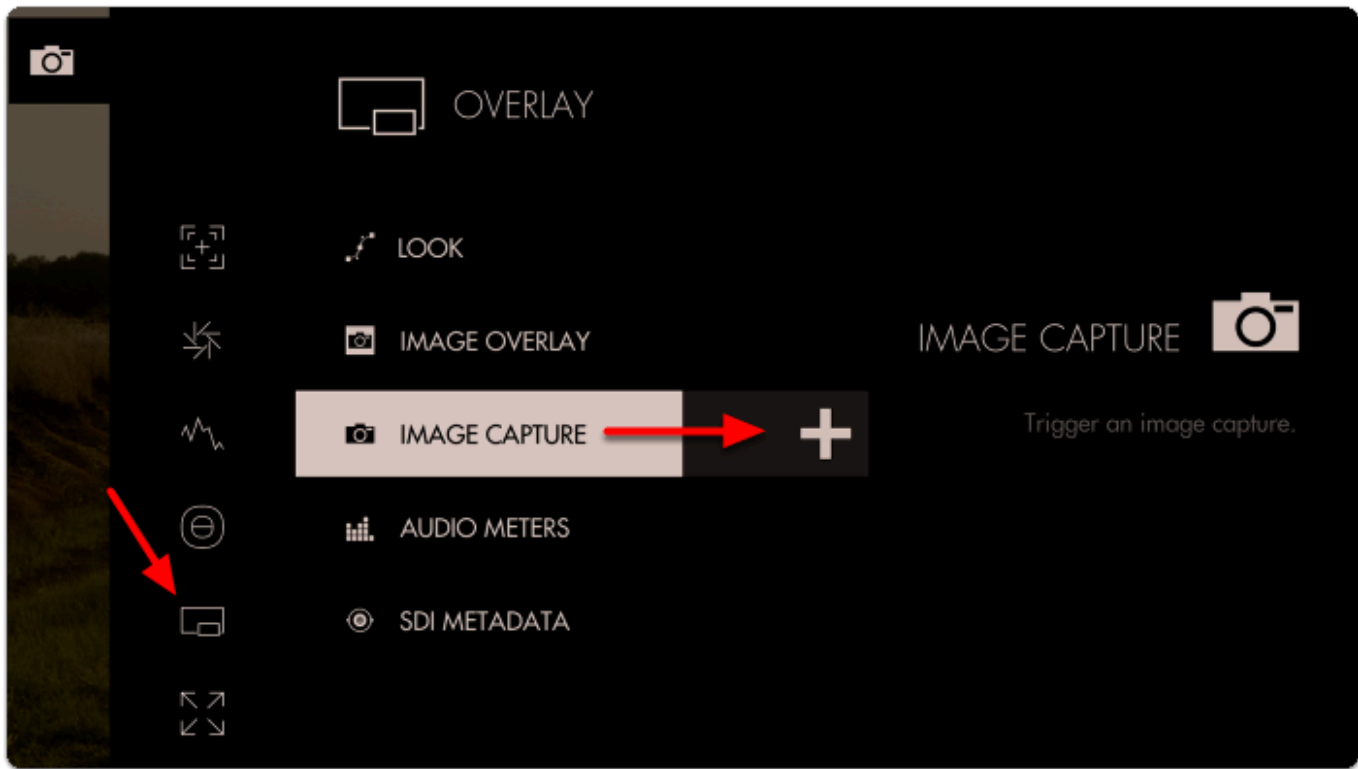 OVERLAY
LOOK
IMAGE OVERLAY
IMAGE CAPTURE
IMAGE CAPTURE
Trigger an image capture.
AUDIO METERS
SDI METADATA